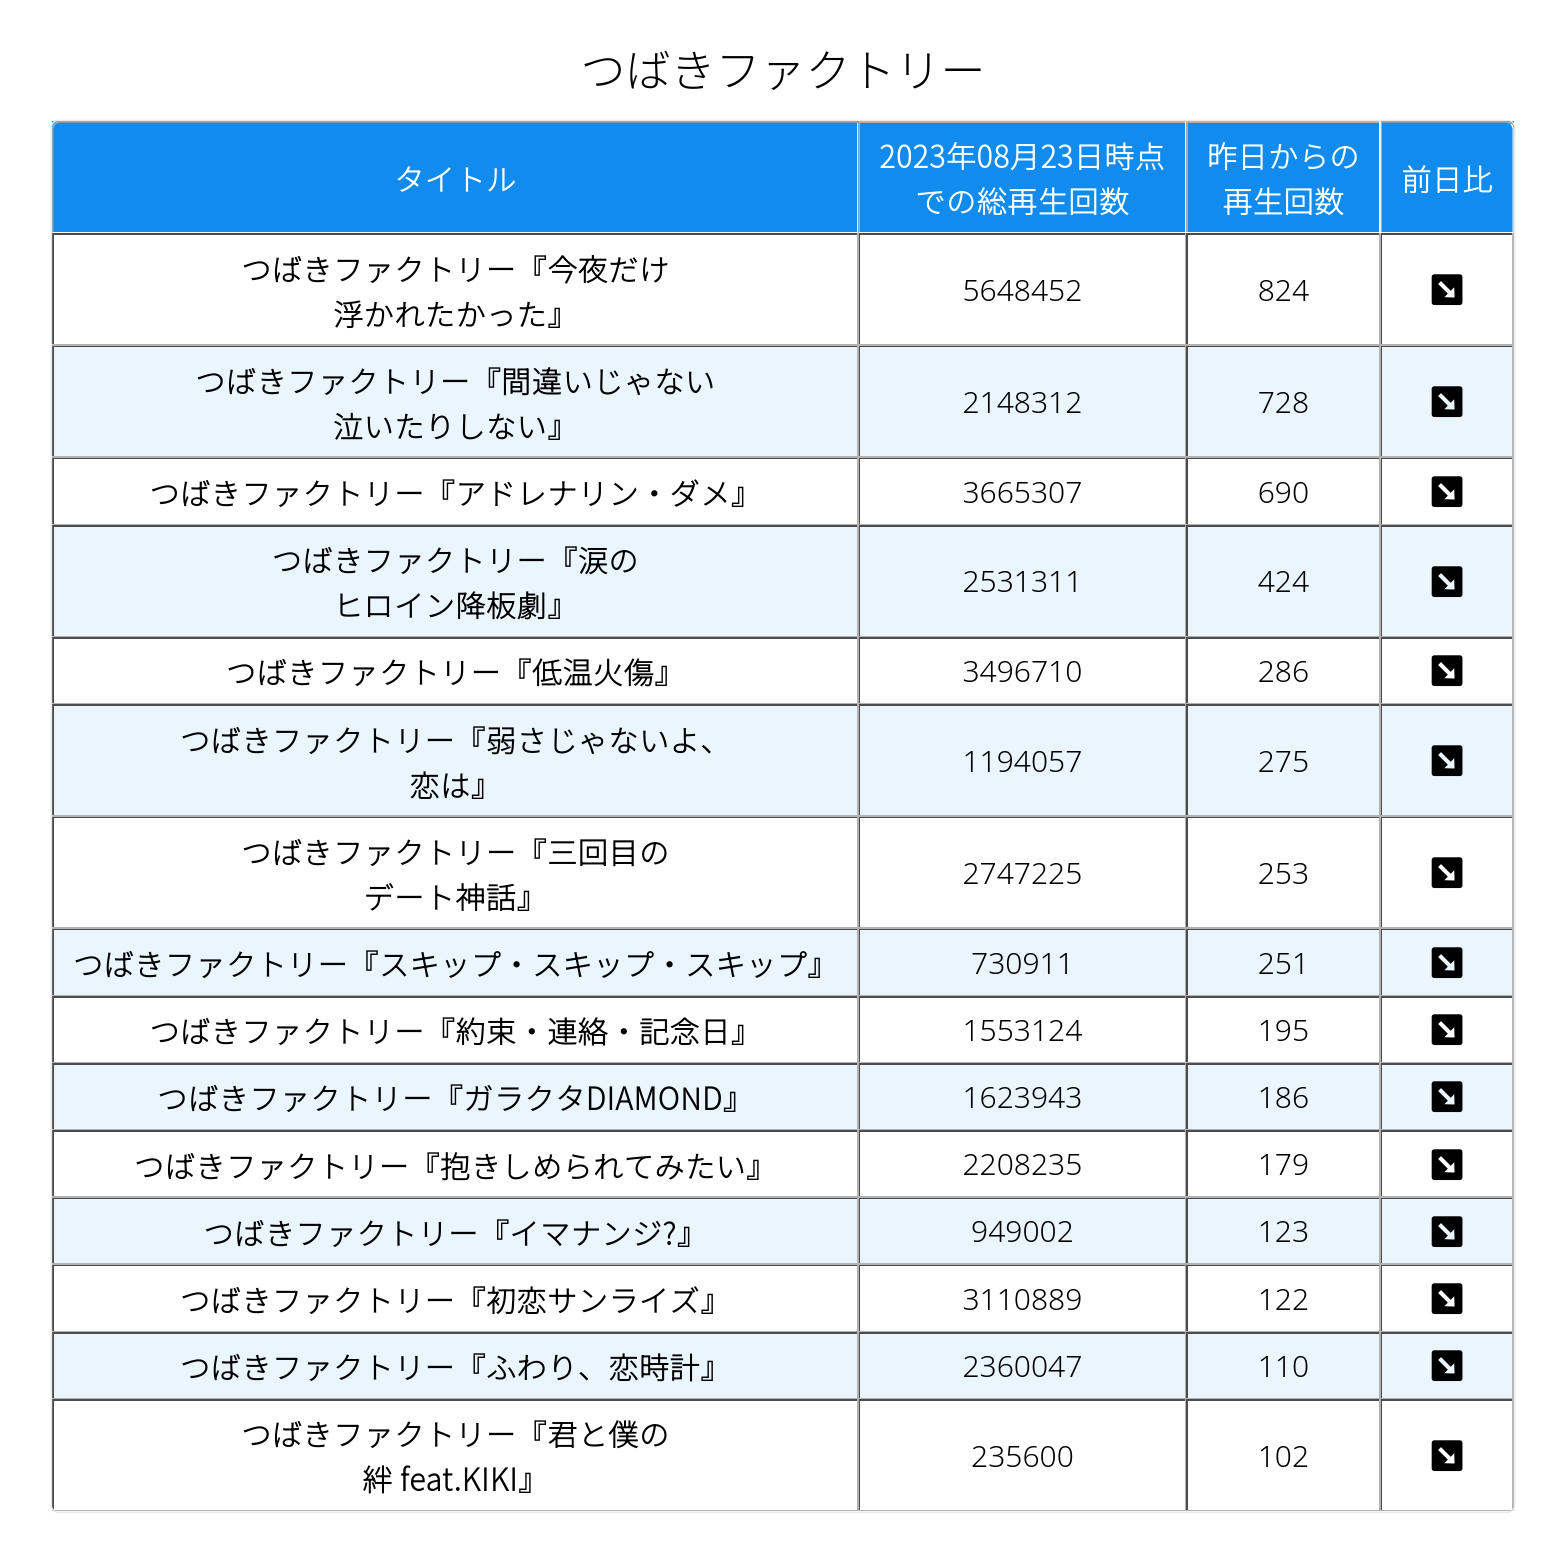 つばきファクトリー
タイトル
2023年08月23日時点
での総再生回数
昨日からの
再生回数
前日比
つばきファクトリー『今夜だけ
浮かれたかった』
5648452
824
つばきファクトリー『間違いじゃない
泣いたりしない』
2148312
728
つばきファクトリー『アドレナリン・ダメ』
3665307
690
つばきファクトリー『涙の
ヒロイン降板劇』
2531311
424
つばきファクトリー『低温火傷』
3496710
286
つばきファクトリー『弱さじゃないよ、
恋は』
1194057
275
つばきファクトリー『三回目の
デート神話』
2747225
253
つばきファクトリー『スキップ・スキップ・スキップ』
730911
251
つばきファクトリー『約束・連絡・記念日』
1553124
195
つばきファクトリー『ガラクタDIAMOND』
1623943
186
つばきファクトリー『抱きしめられてみたい』
2208235
179
つばきファクトリー『イマナンジ?』
949002
123
つばきファクトリー『初恋サンライズ』
3110889
122
つばきファクトリー『ふわり、恋時計』
2360047
110
つばきファクトリー『君と僕の
絆 feat.KIKI』
235600
102